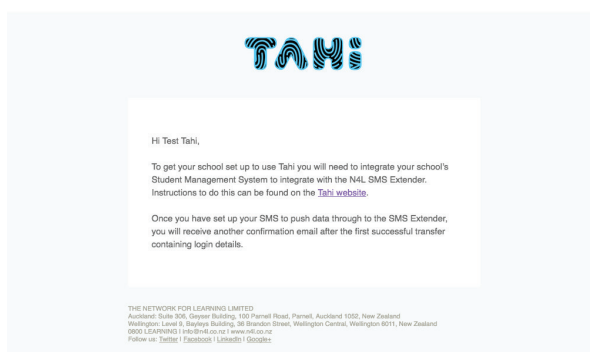 TAHi
Hi Test Tahi,
To get your school set up to use Tahi you will need to integrate your school's
Student Management System to integrate with the N4L SMS Extender.
Instructions to do this can be found on the Tahi website.
Once you have set up your SMS to push data through to the SMS Extender,
you will receive another confirmation email after the first successful transfer
containing login details.
THE NETWORK FOR LEARNING LIMITED
Auckland: Suite 306, Geyser Building, 100 Parnell Road, Parnell, Auckland 1052, New Zealand
Wellington: Level 9, Bayleys Building, 36 Brandon Street, Wellington Central, Wellington 6011, New Zealand
0800 LEARNING I info@n4l.co.nz I www.n4l.co.nz
Follow us: Twitter I Facebook I LinkedIn I Google+